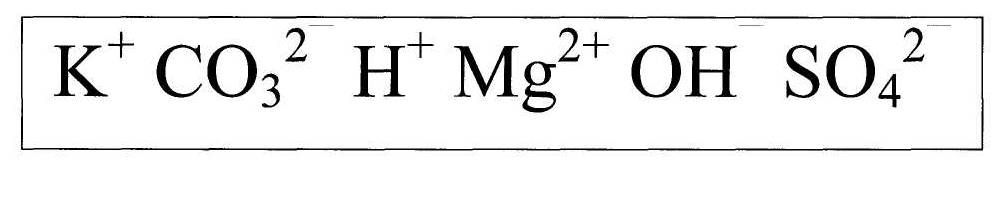 K⁺ CO₃²⁻ H⁺ Mg²⁺ OH⁻ SO₄²⁻